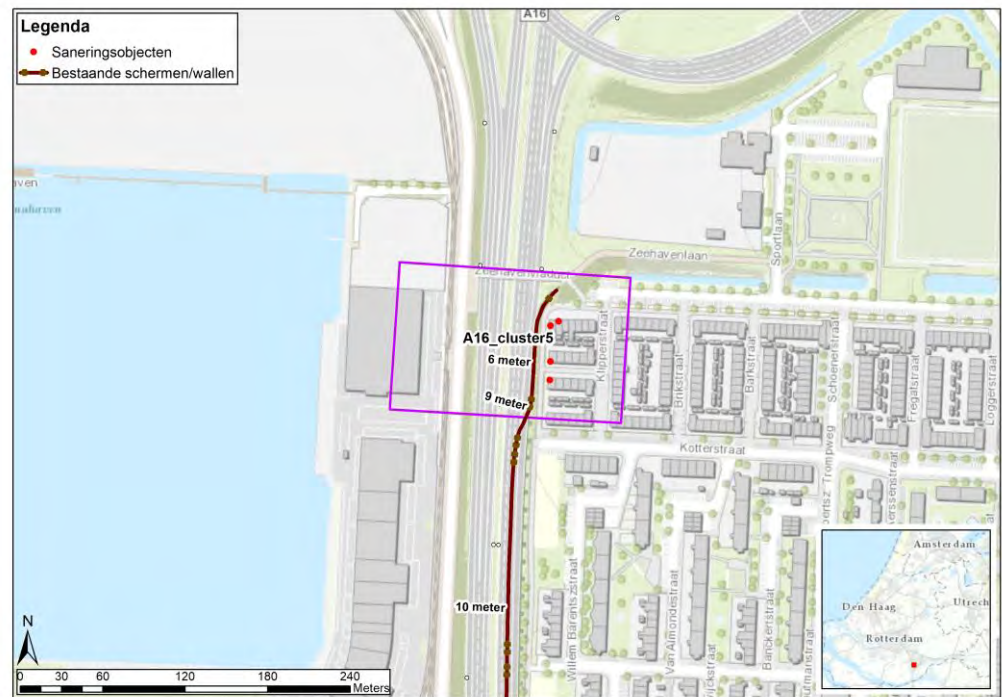 Legenda
Saneringsobjecten
Bestaande schermen/wallen
A16
Zeehavenlaan
Sportlaan
Zeehavenviaduct
A16_cluster5
6 meter
9 meter
10 meter
Klipperstraat
Brikstraat
Barkstraat
Schoenerstraat
Fregatstraat
Loggerstraat
Kotterstraat
Willem Barentszstraat
Van Almondestraat
Banckertstraat
Trompweg
N
0 30 60 120 180 240
Meters
Amsterdam
Den Haag
Utrech
Rotterdam